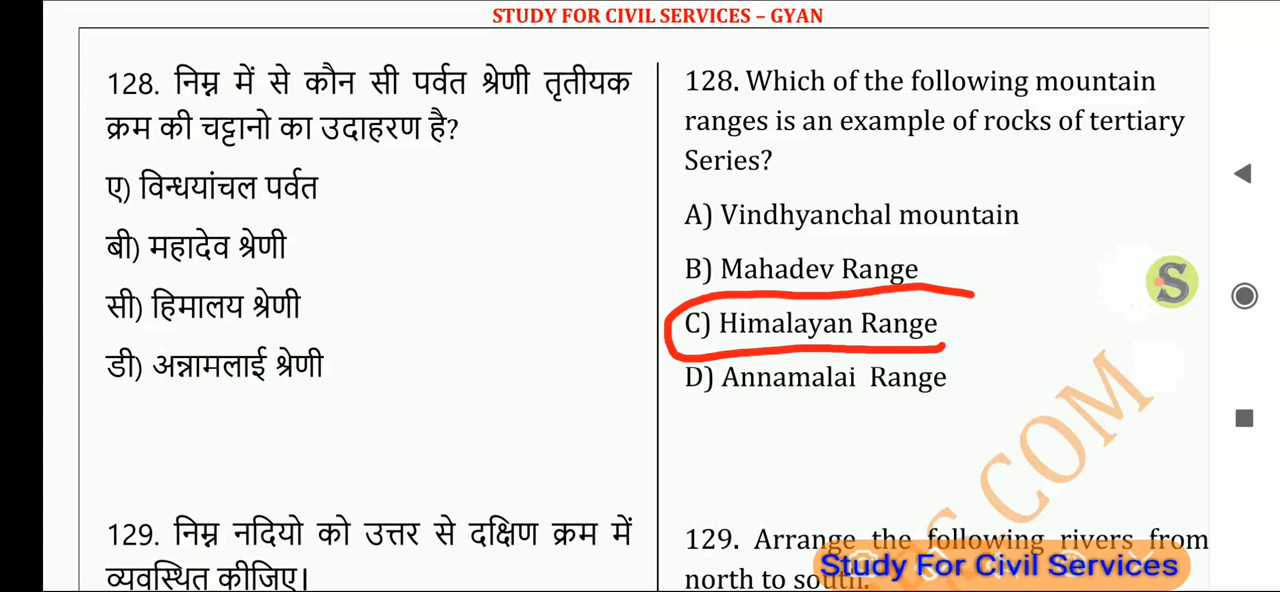 STUDY FOR CIVIL SERVICES – GYAN
128. निम्न में से कौन सी पर्वत श्रेणी तृतीयक
क्रम की चट्टानो का उदाहरण है?
ए) विन्धयांचल पर्वत
बी) महादेव श्रेणी
सी) हिमालय श्रेणी
डी) अन्नामलाई श्रेणी
129. निम्न नदियो को उत्तर से दक्षिण क्रम में
व्यवस्थित कीजिए।
128. Which of the following mountain
ranges is an example of rocks of tertiary
Series?
A) Vindhyanchal mountain
B) Mahadev Range
C) Himalayan Range
D) Annamalai Range
129. Arrange the following rivers from
north to south.
S
COM
Study For Civil Services